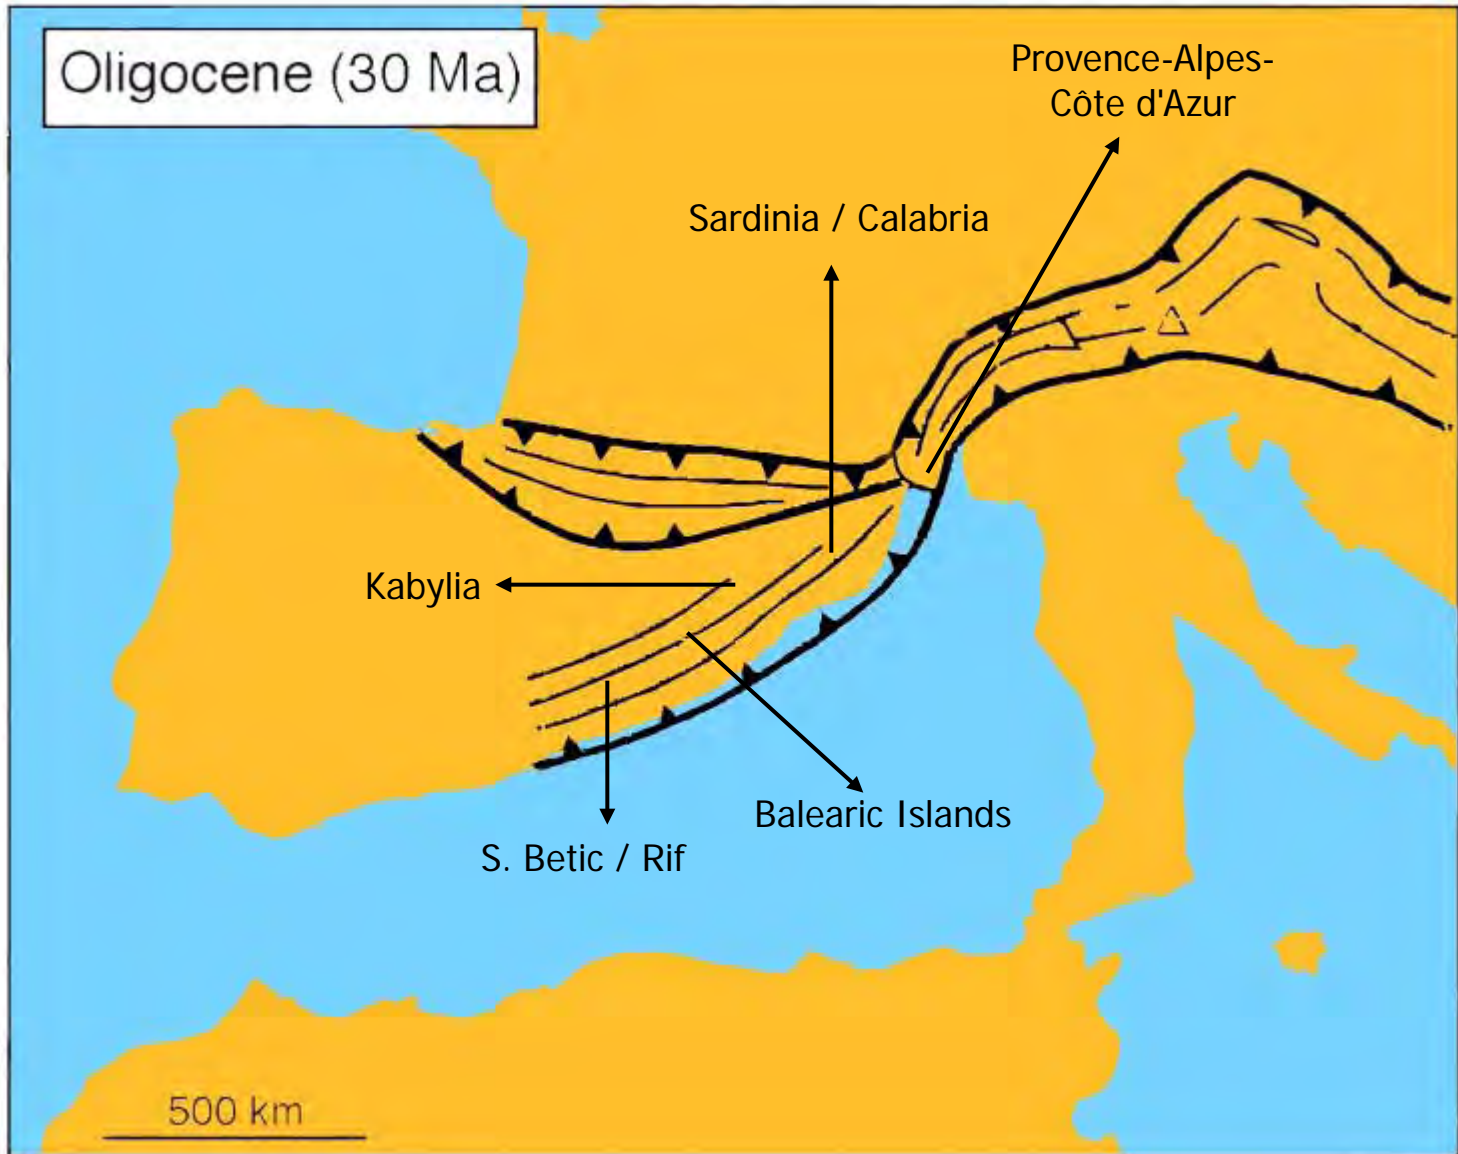 Oligocene (30 Ma)
Provence-Alpes-
Côte d'Azur
Sardinia / Calabria
Kabylia
Balearic Islands
S. Betic / Rif
500 km